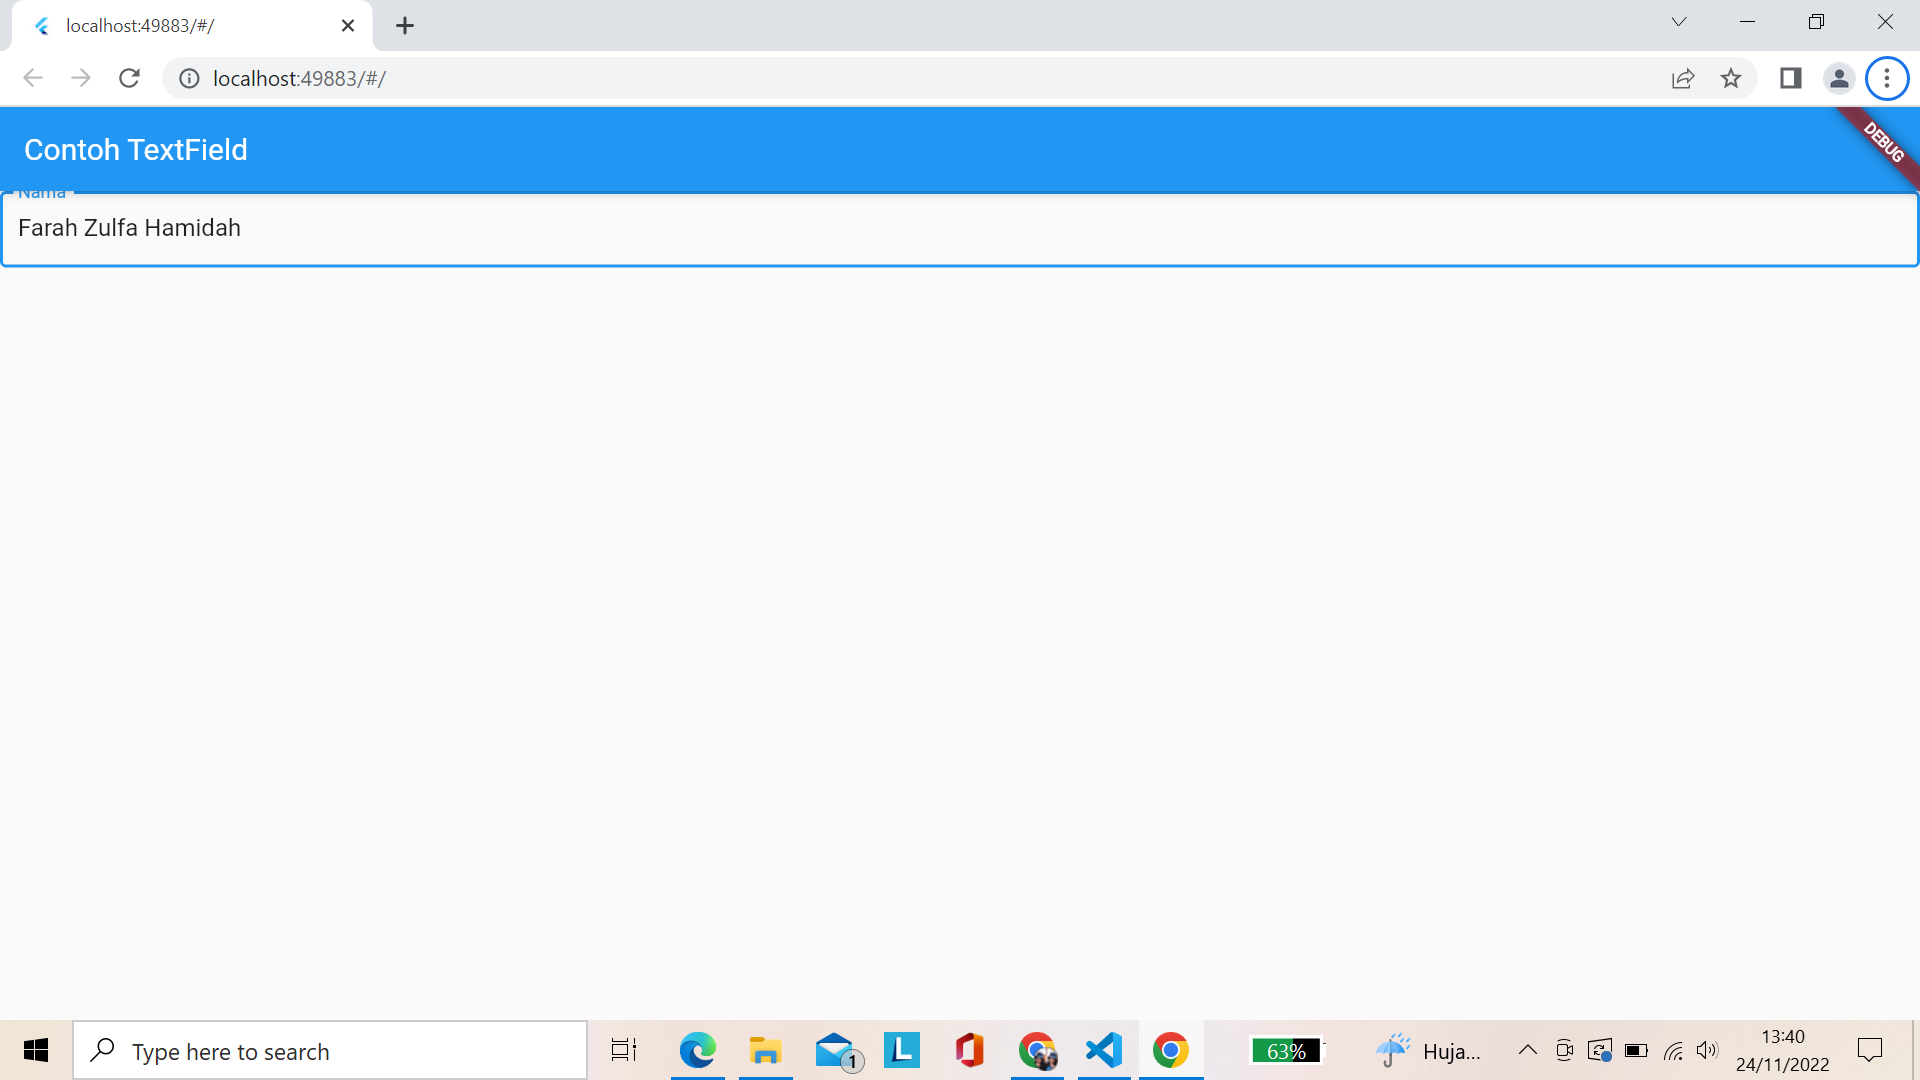 localhost:49883/#/
localhost:49883/#/
Contoh TextField
DEBUG
Nama
Farah Zulfa Hamidah
Type here to search
1
L
63%
Huja...
13:40
24/11/2022